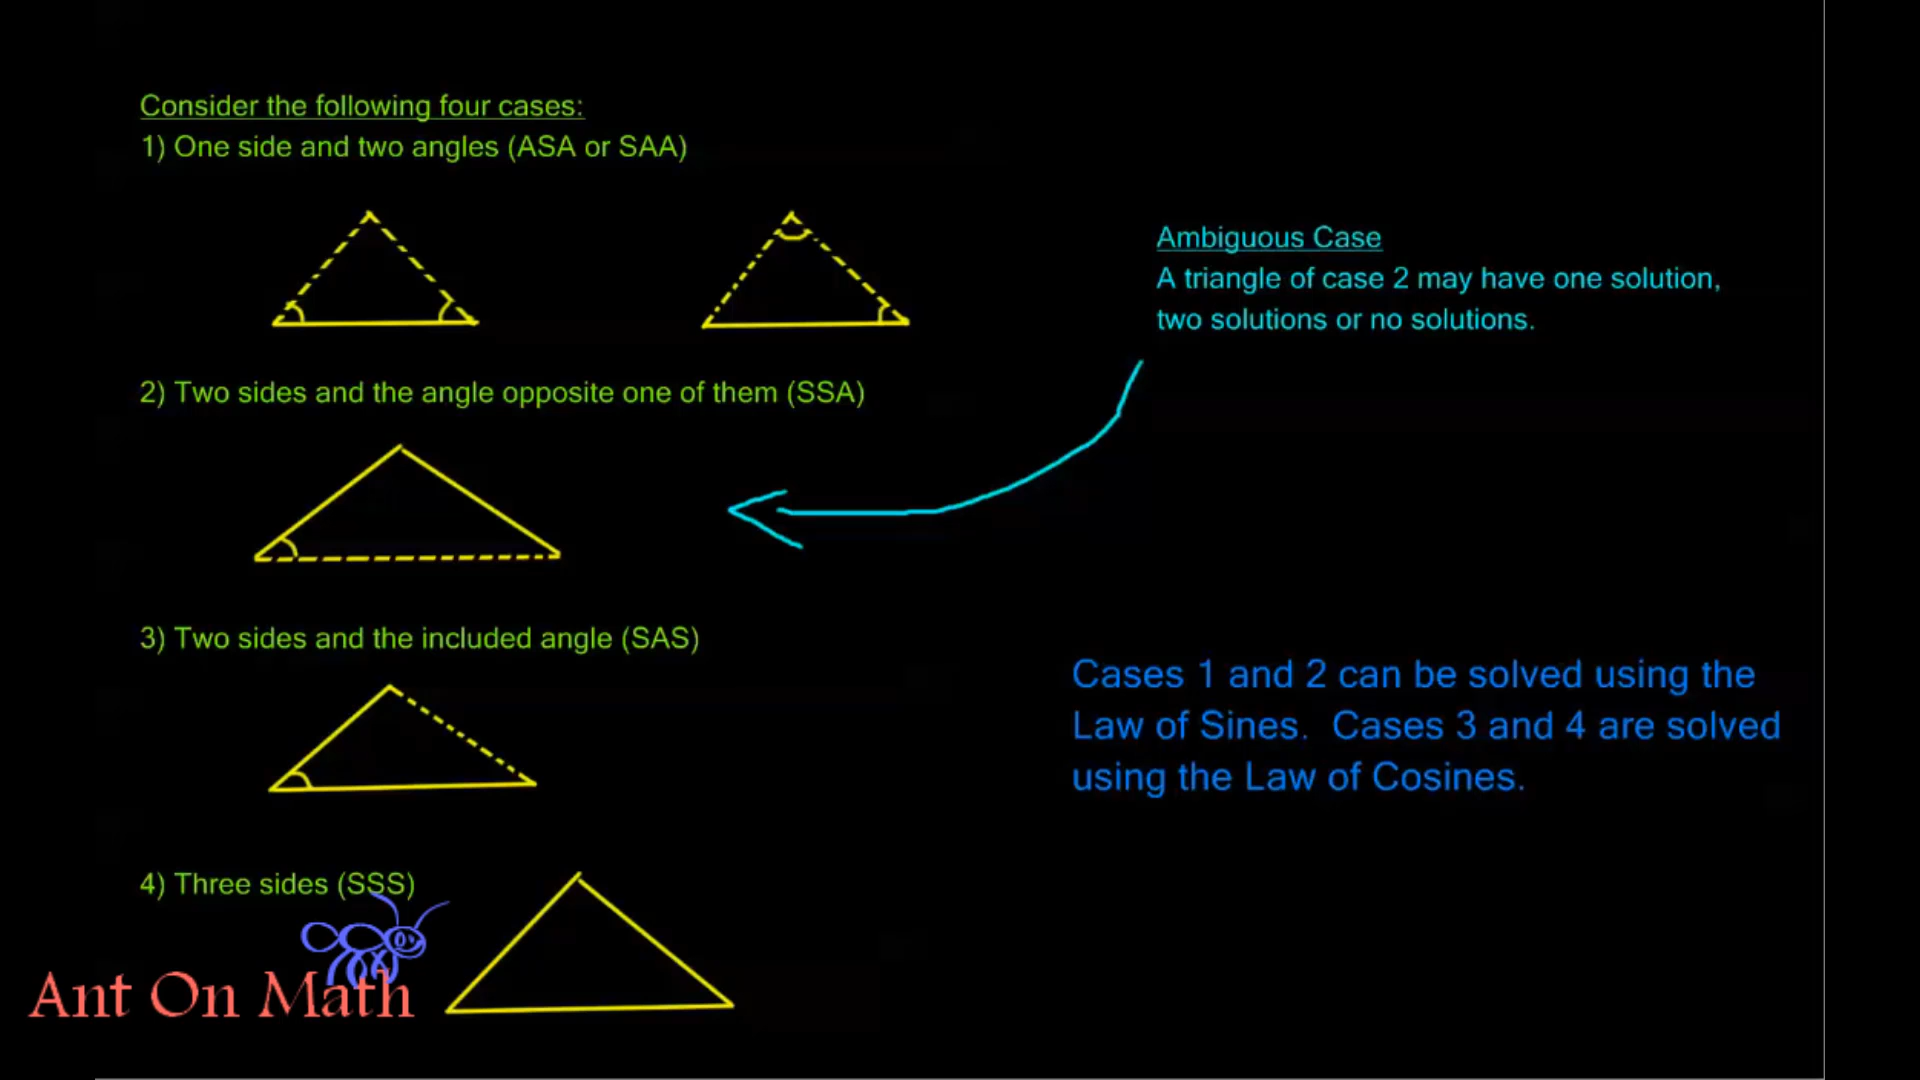 Consider the following four cases:
1) One side and two angles (ASA or SAA)
Ambiguous Case
A triangle of case 2 may have one solution,
two solutions or no solutions.
2) Two sides and the angle opposite one of them (SSA)
3) Two sides and the included angle (SAS)
Cases 1 and 2 can be solved using the
Law of Sines.  Cases 3 and 4 are solved
using the Law of Cosines.
4) Three sides (SSS)
Ant On Math